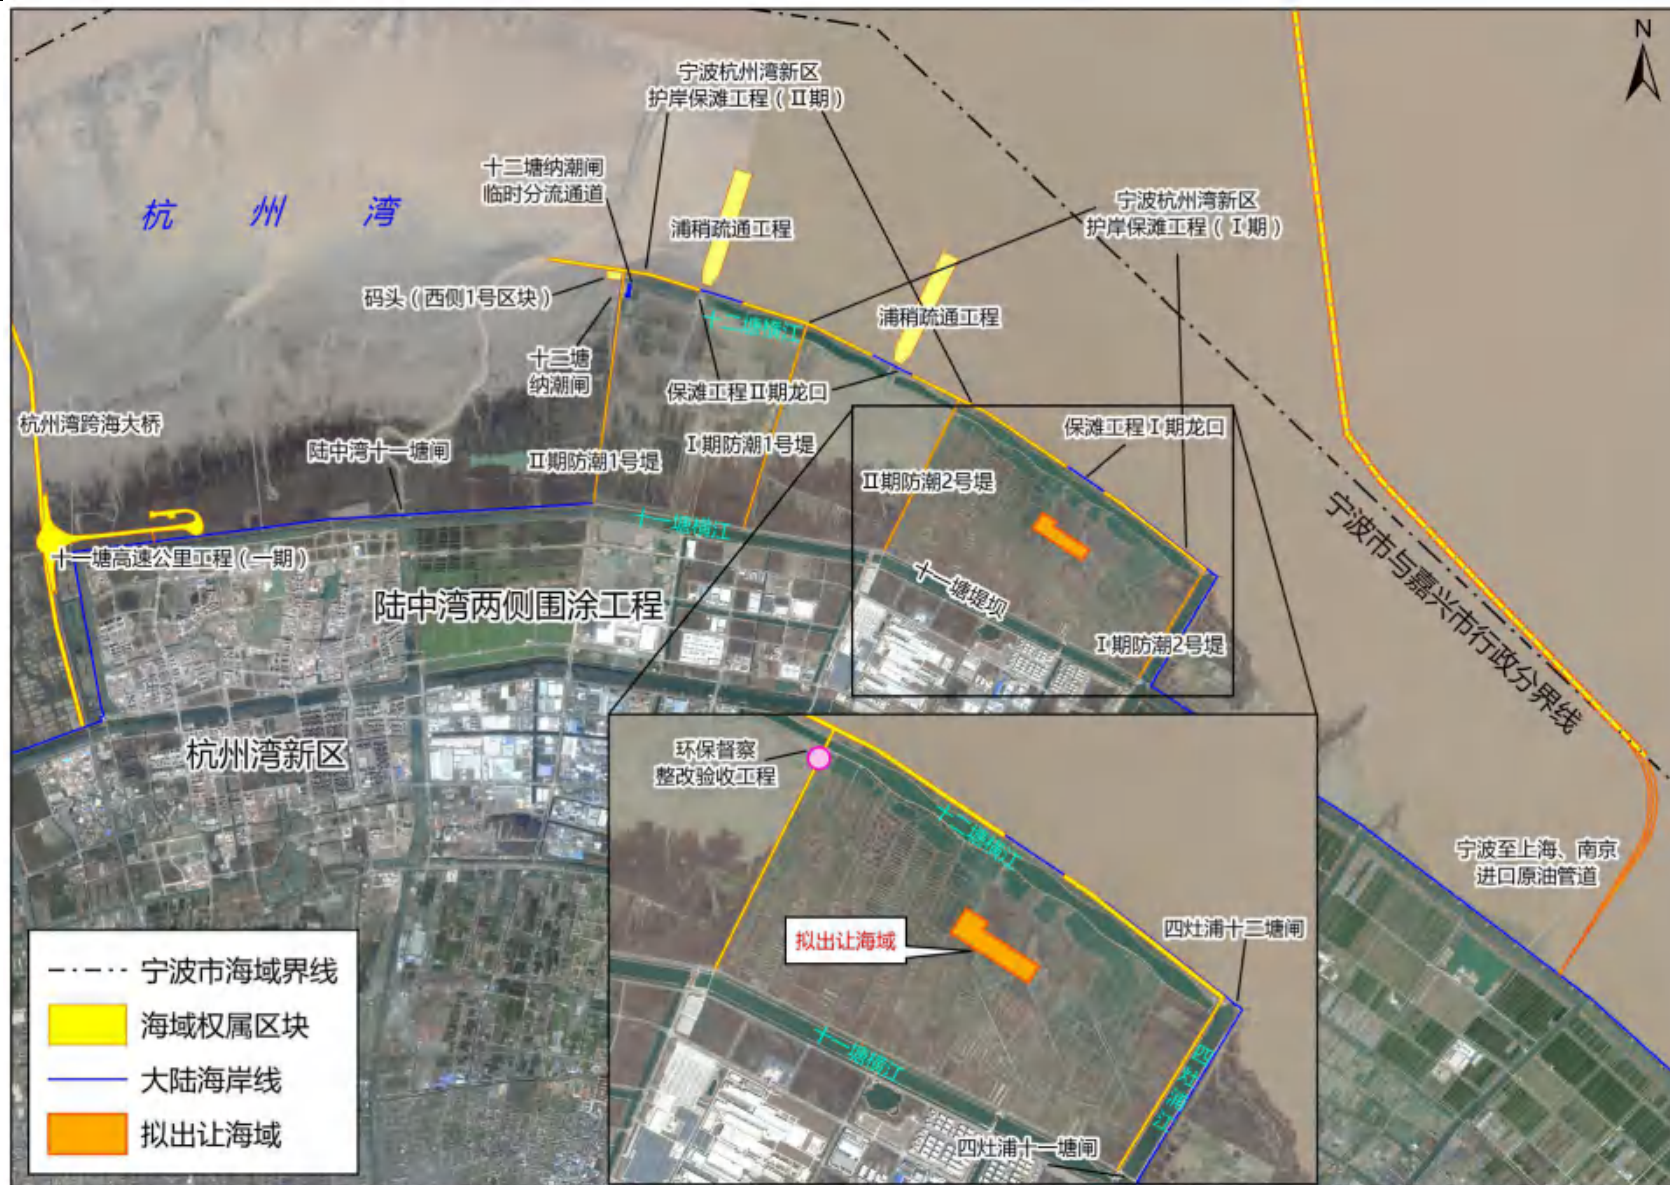 N
宁波杭州湾新区
护岸保滩工程（Ⅱ期）
十二塘纳潮闸
临时分流通道
杭 州 湾
浦稍疏通工程
宁波杭州湾新区
护岸保滩工程（Ⅰ期）
码头（西侧1号区块）
十二塘横江
浦稍疏通工程
十二塘
纳潮闸
保滩工程Ⅱ期龙口
杭州湾跨海大桥
陆中湾十一塘闸
Ⅱ期防潮1号堤
Ⅰ期防潮1号堤
保滩工程Ⅰ期龙口
Ⅱ期防潮2号堤
十一塘横江
宁波市与嘉兴市行政分界线
十一塘高速公里工程（一期）
陆中湾两侧围涂工程
十一塘堤坝
Ⅰ期防潮2号堤
杭州湾新区
环保督察
整改验收工程
十二塘横江
宁波至上海、南京
进口原油管道
拟出让海域
四灶浦十二塘闸
十一塘横江
四灶浦江
四灶浦十一塘闸
宁波市海域界线
海域权属区块
大陆海岸线
拟出让海域